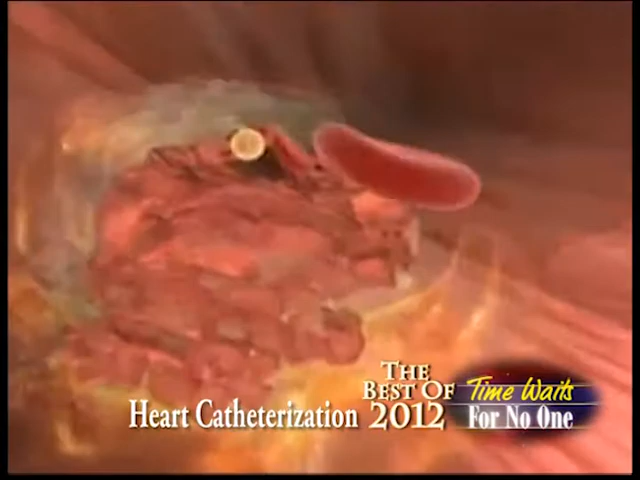 Heart Catheterization
The
Best Of
2012
Time Waits
For No One